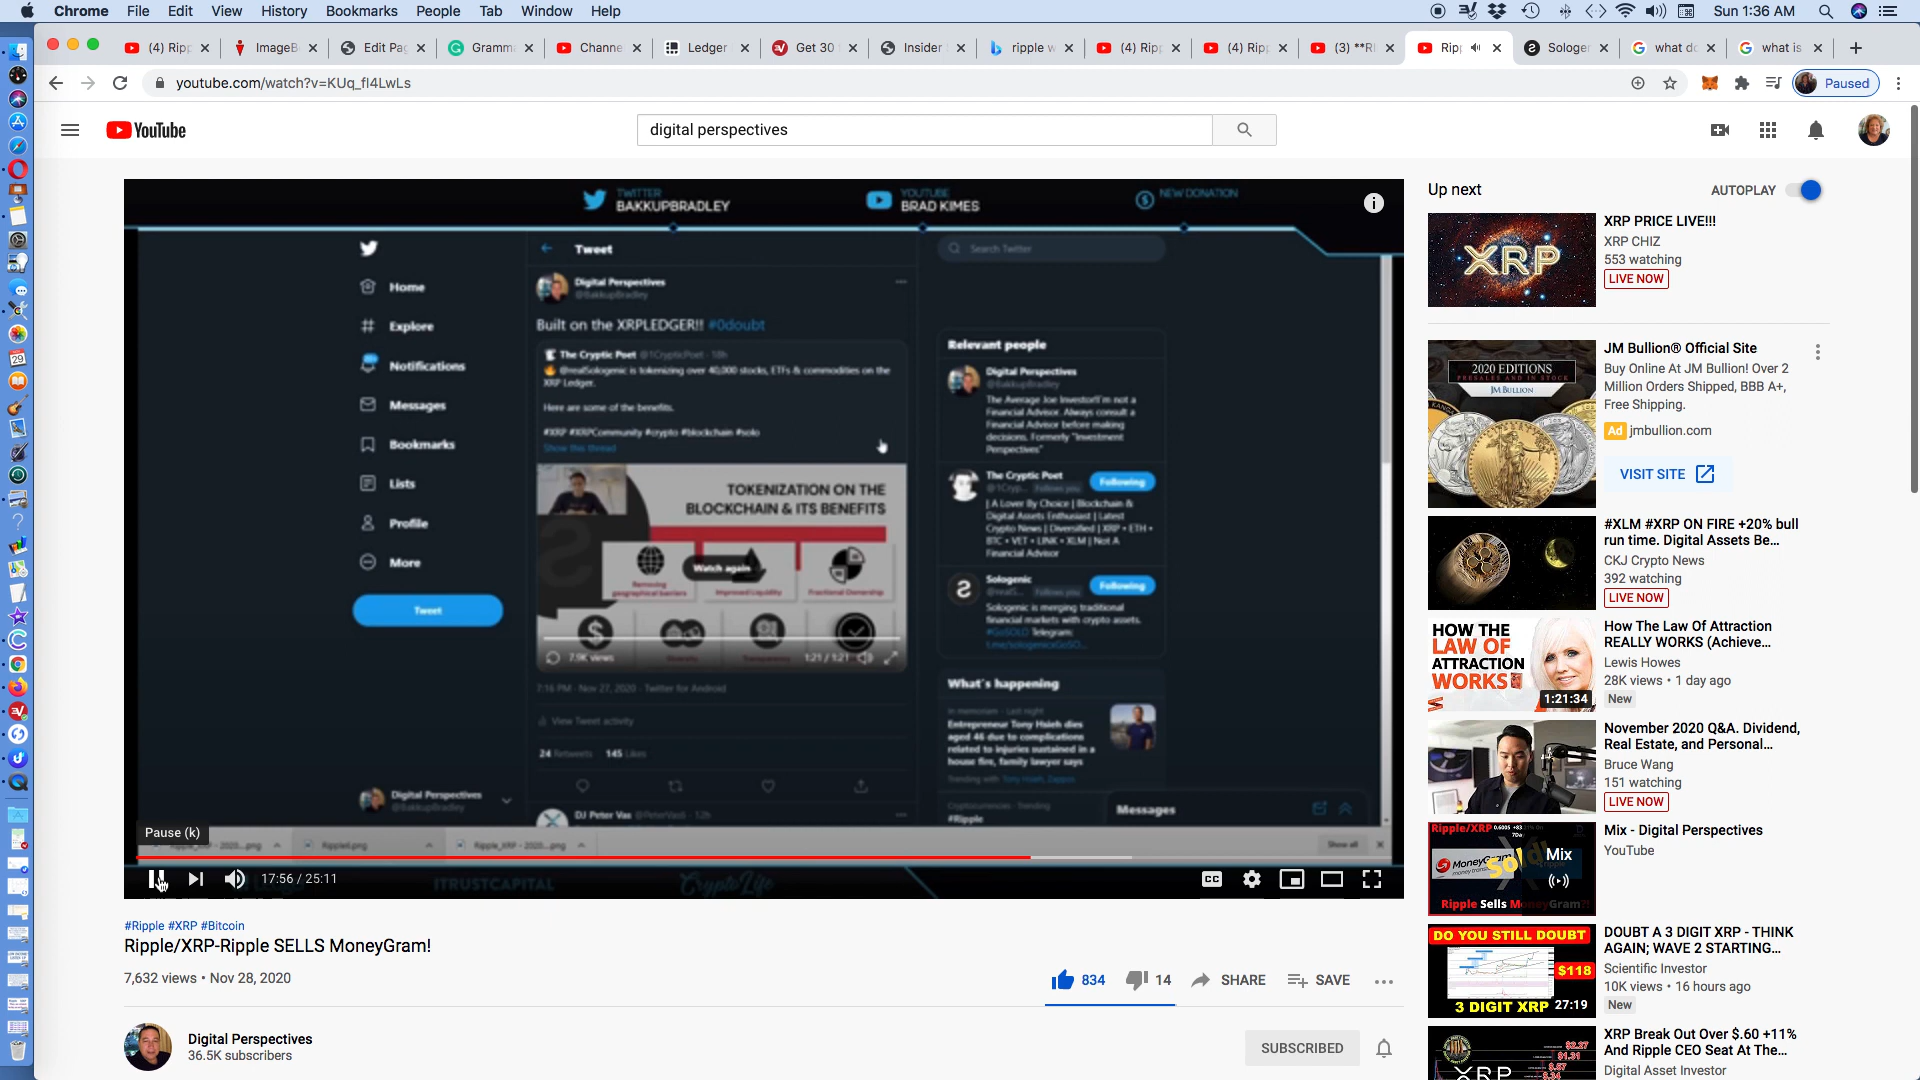 Chrome File Edit View History Bookmarks People Tab Window Help
Sun 1:36 AM
(4) Ripp
ImageB
Edit Pag
Gramm
Channe
Ledger
Get 30
Insider
ripple w
(4) Ripp
(4) Ripp
(3) **RI
Rip
Sologen
what do
what is
youtube.com/watch?v=KUq_fI4LwLs
Paused
YouTube
digital perspectives
TWITTER
BAKKUPBRADLEY
YOUTUBE
BRAD KIMES
NEW DONATION
Tweet
Search Twitter
Home
Explore
Notifications
Messages
Bookmarks
Lists
Profile
More
Tweet
Digital Perspectives
@BakkupBradley
Built on the XRPLEDGER!! #0doubt
The Cryptic Poet @1CrypticPoet · 18h
@realSologenic is tokenizing over 40,000 stocks, ETFs & commodities on the
XRP Ledger.
Here are some of the benefits.
#XRP #XRPCommunity #crypto #blockchain #solo
Show this thread
TOKENIZATION ON THE
BLOCKCHAIN & ITS BENEFITS
Watch again
Removing
geographical barriers
Improved Liquidity
Fractional Ownership
Diversity
Transparency
7.9K views
1:21 / 1:21
7:16 PM · Nov 27, 2020 · Twitter for Android
View Tweet activity
24 Retweets 145 Likes
Digital Perspectives
@BakkupBradley
DJ Peter Vas
12h
Relevant people
Digital Perspectives
@BakkupBradley
The Average Joe Investor!I'm not a
Financial Advisor. Always consult a
Financial Advisor before making
decisions. Formerly "Investment
Perspectives"
The Cryptic Poet
@1Cryp... Follows you
Following
| A Lover By Choice | Blockchain &
Digital Assets Enthusiast | Latest
Crypto News | Diversified | XRP • ETH •
BTC • VET • LINK • XLM | Not A
Financial Advisor
Sologenic
@realS... Follows you
Following
Sologenic is merging traditional
financial markets with crypto assets.
#GoSOLO Telegram:
t.me/sologenicxGoSO...
What's happening
In memoriam · Last night
Entrepreneur Tony Hsieh dies
aged 46 due to complications
related to injuries sustained in a
house fire, family lawyer says
Trending with Tony Hsieh, Zappos
Cryptocurrencies · Trending
#Ripple
Messages
Pause (k)
Ripple_XRP - 2020....png
Ripple6.png
Ripple_XRP - 2020....png
Show all
17:56 / 25:11
ITRUSTCAPITAL
CryptoLife
#Ripple #XRP #Bitcoin
Ripple/XRP-Ripple SELLS MoneyGram!
7,632 views • Nov 28, 2020
834
14
SHARE
SAVE
Digital Perspectives
36.5K subscribers
SUBSCRIBED
Up next
AUTOPLAY
XRP
XRP PRICE LIVE!!!
XRP CHIZ
553 watching
LIVE NOW
2020 EDITIONS
PRESALES AND IN STOCK
JM BULLION
JM Bullion® Official Site
Buy Online At JM Bullion! Over 2
Million Orders Shipped, BBB A+,
Free Shipping.
Ad jmbullion.com
VISIT SITE
#XLM #XRP ON FIRE +20% bull
run time. Digital Assets Be...
CKJ Crypto News
392 watching
LIVE NOW
HOW THE
LAW OF
ATTRACTION
WORKS
1:21:34
How The Law Of Attraction
REALLY WORKS (Achieve...
Lewis Howes
28K views • 1 day ago
New
November 2020 Q&A. Dividend,
Real Estate, and Personal...
Bruce Wang
151 watching
LIVE NOW
Ripple/XRP
MoneyGram
Sold!
Mix
Ripple Sells MoneyGram?!
Mix - Digital Perspectives
YouTube
DO YOU STILL DOUBT
$118
3 DIGIT XRP
27:19
DOUBT A 3 DIGIT XRP - THINK
AGAIN; WAVE 2 STARTING...
Scientific Investor
10K views • 16 hours ago
New
$2.27
$1.31
XRP
XRP Break Out Over $.60 +11%
And Ripple CEO Seat At The...
Digital Asset Investor